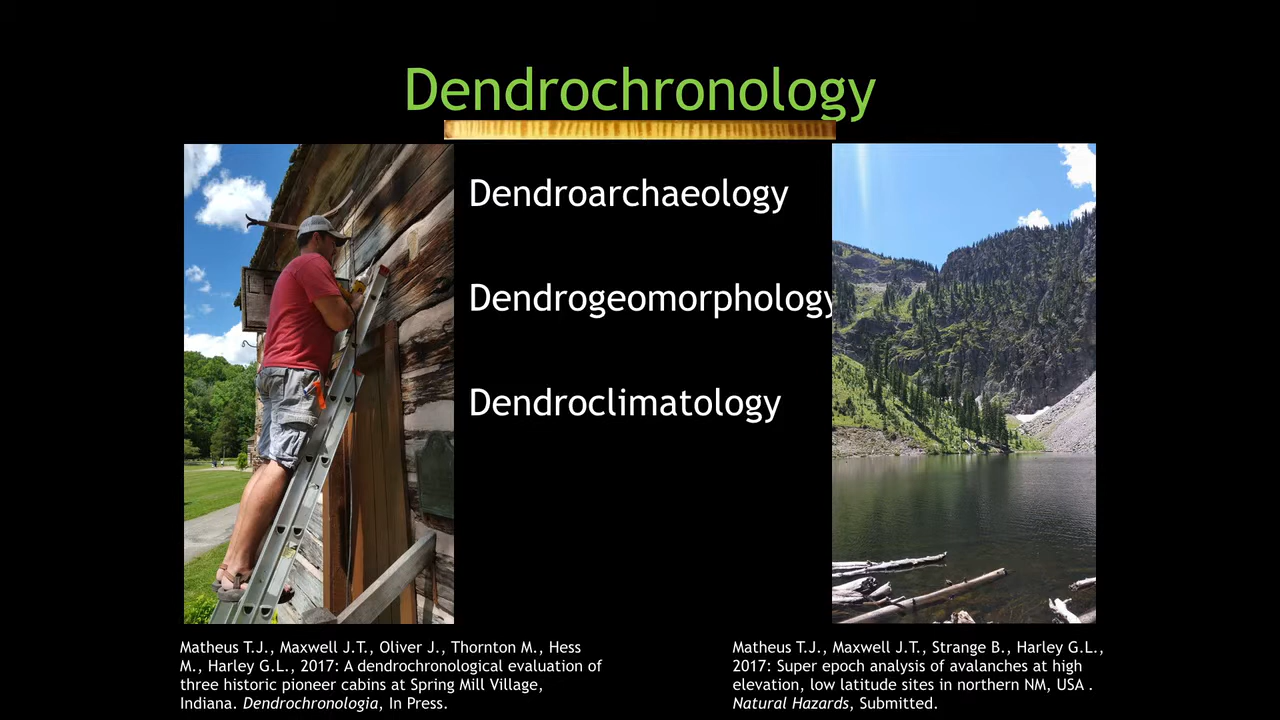 Dendrochronology
Dendroarchaeology
Dendrogeomorphology
Dendroclimatology
Matheus T.J., Maxwell J.T., Oliver J., Thornton M., Hess
M., Harley G.L., 2017: A dendrochronological evaluation of
three historic pioneer cabins at Spring Mill Village,
Indiana. Dendrochronologia, In Press.
Matheus T.J., Maxwell J.T., Strange B., Harley G.L.,
2017: Super epoch analysis of avalanches at high
elevation, low latitude sites in northern NM, USA .
Natural Hazards, Submitted.